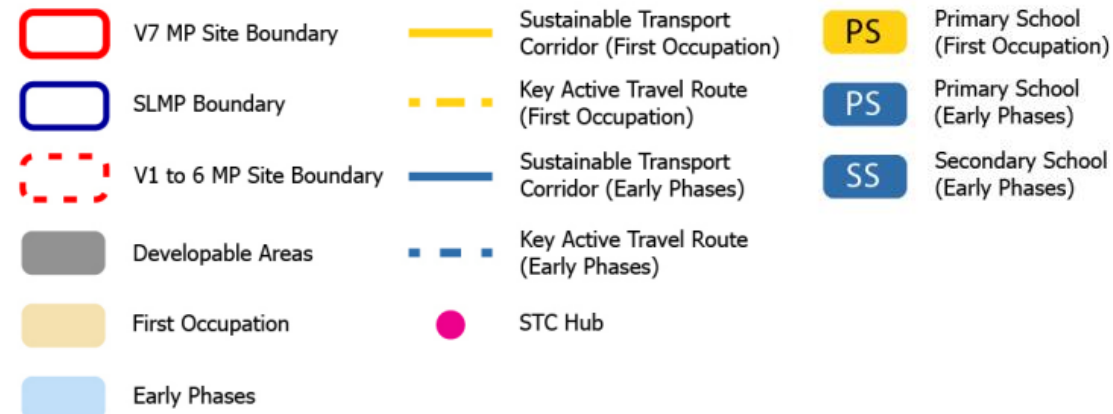 V7 MP Site Boundary
SLMP Boundary
V1 to 6 MP Site Boundary
Developable Areas
First Occupation
Early Phases
Sustainable Transport
Corridor (First Occupation)
Key Active Travel Route
(First Occupation)
Sustainable Transport
Corridor (Early Phases)
Key Active Travel Route
(Early Phases)
STC Hub
PS
Primary School
(First Occupation)
PS
Primary School
(Early Phases)
SS
Secondary School
(Early Phases)